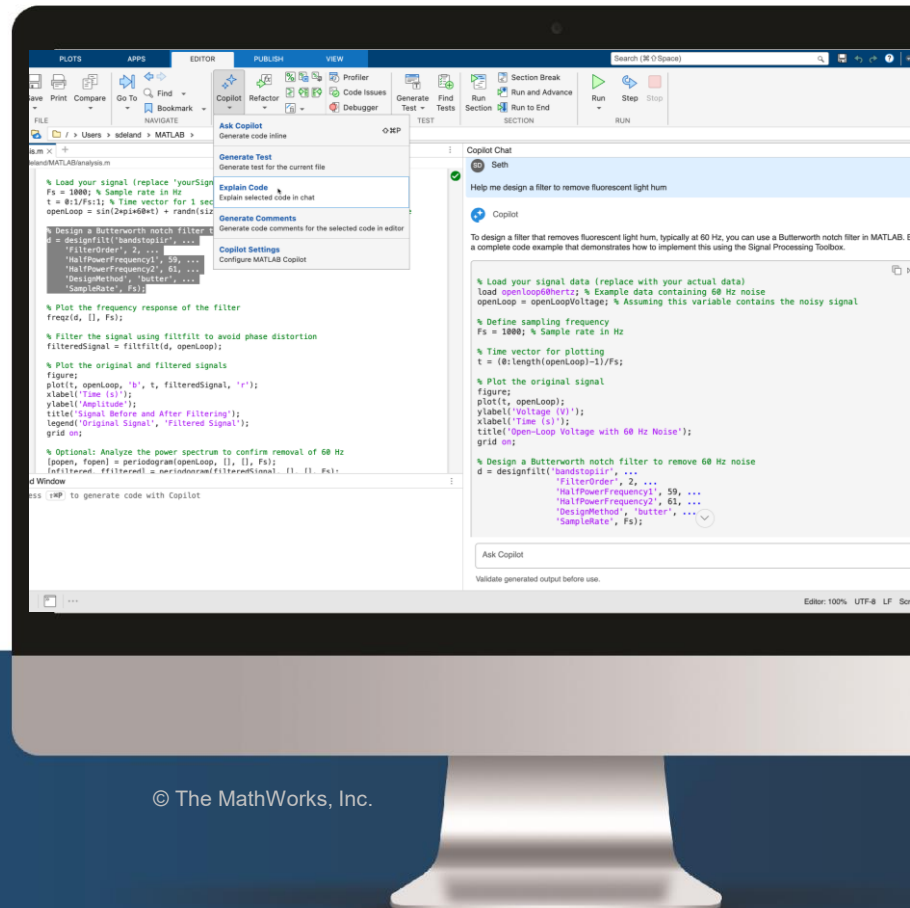 PLOTS APPS EDITOR PUBLISH VIEW
Search (⌘⇧Space)
Print Compare
Go To
Find
Bookmark
Copilot Refactor
Profiler
Code Issues
Debugger
Generate Test
Find Tests
Run Section
Section Break
Run and Advance
Run to End
Run Step Stop
FILE NAVIGATE TEST SECTION RUN
/ > Users > sdeland > MATLAB >
Ask Copilot ⇧⌘P
Generate code inline
Generate Test
Generate test for the current file
Explain Code
Explain selected code in chat
Generate Comments
Generate code comments for the selected code in editor
Copilot Settings
Configure MATLAB Copilot
/MATLAB/analysis.m
% Load your signal (replace 'yourSign
Fs = 1000; % Sample rate in Hz
t = 0:1/Fs:1; % Time vector for 1 sec
openLoop = sin(2*pi*60*t) + randn(siz
% Design a Butterworth notch filter t
d = designfilt('bandstopiir', ...
'FilterOrder', 2, ...
'HalfPowerFrequency1', 59, ...
'HalfPowerFrequency2', 61, ...
'DesignMethod', 'butter', ...
'SampleRate', Fs);
% Plot the frequency response of the filter
freqz(d, [], Fs);
% Filter the signal using filtfilt to avoid phase distortion
filteredSignal = filtfilt(d, openLoop);
% Plot the original and filtered signals
figure;
plot(t, openLoop, 'b', t, filteredSignal, 'r');
xlabel('Time (s)');
ylabel('Amplitude');
title('Signal Before and After Filtering');
legend('Original Signal', 'Filtered Signal');
grid on;
% Optional: Analyze the power spectrum to confirm removal of 60 Hz
[popen, fopen] = periodogram(openLoop, [], [], Fs);
[pfiltered, ffiltered] = periodogram(filteredSignal, [], [], Fs);
d Window
ess ⇧⌘P to generate code with Copilot
Copilot Chat
SD Seth
Help me design a filter to remove fluorescent light hum
Copilot
To design a filter that removes fluorescent light hum, typically at 60 Hz, you can use a Butterworth notch filter in MATLAB.
a complete code example that demonstrates how to implement this using the Signal Processing Toolbox.
% Load your signal data (replace with your actual data)
load openloop60hertz; % Example data containing 60 Hz noise
openLoop = openLoopVoltage; % Assuming this variable contains the noisy signal
% Define sampling frequency
Fs = 1000; % Sample rate in Hz
% Time vector for plotting
t = (0:length(openLoop)-1)/Fs;
% Plot the original signal
figure;
plot(t, openLoop);
ylabel('Voltage (V)');
xlabel('Time (s)');
title('Open-Loop Voltage with 60 Hz Noise');
grid on;
% Design a Butterworth notch filter to remove 60 Hz noise
d = designfilt('bandstopiir', ...
'FilterOrder', 2, ...
'HalfPowerFrequency1', 59, ...
'HalfPowerFrequency2', 61, ...
'DesignMethod', 'butter', ...
'SampleRate', Fs);
Ask Copilot
Validate generated output before use.
Editor: 100% UTF-8 LF
© The MathWorks, Inc.